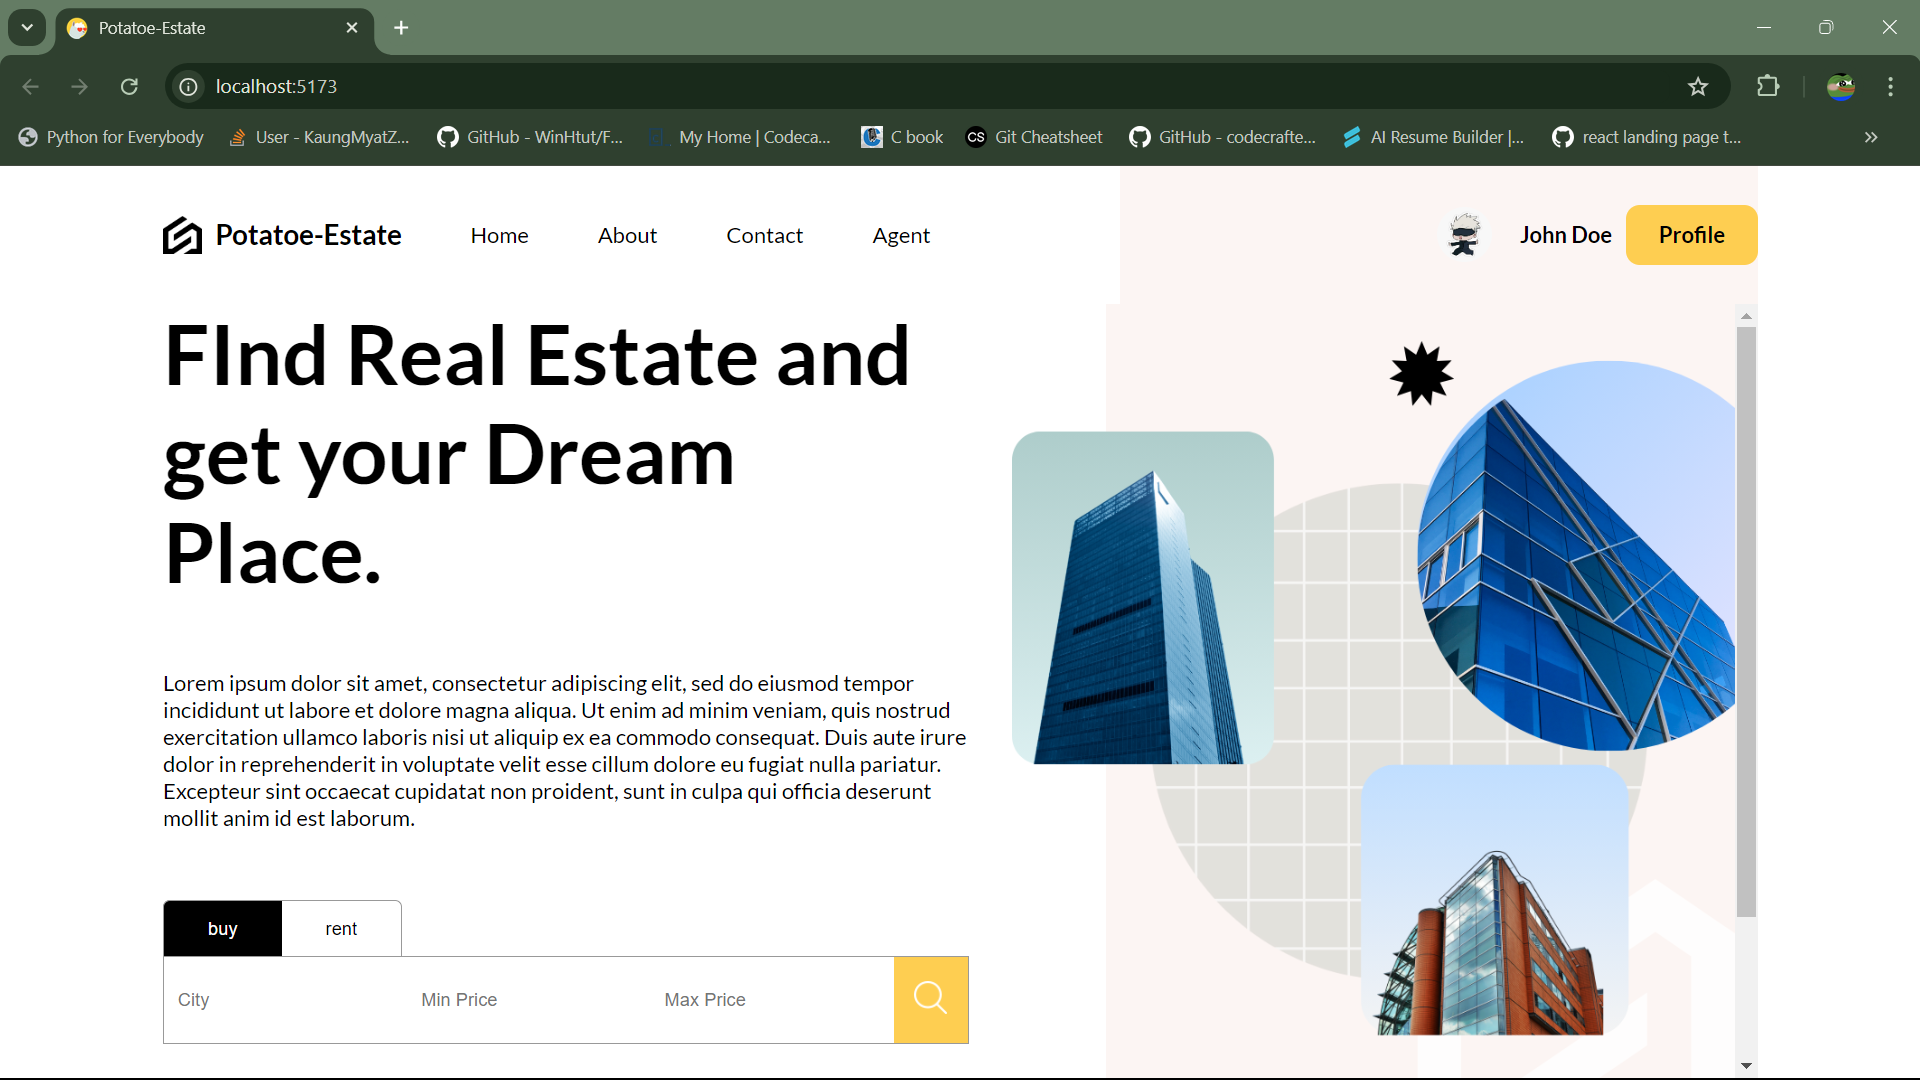 Potatoe-Estate
localhost:5173
Python for Everybody
User - KaungMyatZ...
GitHub - WinHtut/F...
My Home | Codeca...
C book
CS
Git Cheatsheet
GitHub - codecrafte...
AI Resume Builder |...
react landing page t...
Potatoe-Estate
Home
About
Contact
Agent
John Doe
Profile
FInd Real Estate and
get your Dream
Place.
Lorem ipsum dolor sit amet, consectetur adipiscing elit, sed do eiusmod tempor
incididunt ut labore et dolore magna aliqua. Ut enim ad minim veniam, quis nostrud
exercitation ullamco laboris nisi ut aliquip ex ea commodo consequat. Duis aute irure
dolor in reprehenderit in voluptate velit esse cillum dolore eu fugiat nulla pariatur.
Excepteur sint occaecat cupidatat non proident, sunt in culpa qui officia deserunt
mollit anim id est laborum.
buy
rent
City
Min Price
Max Price